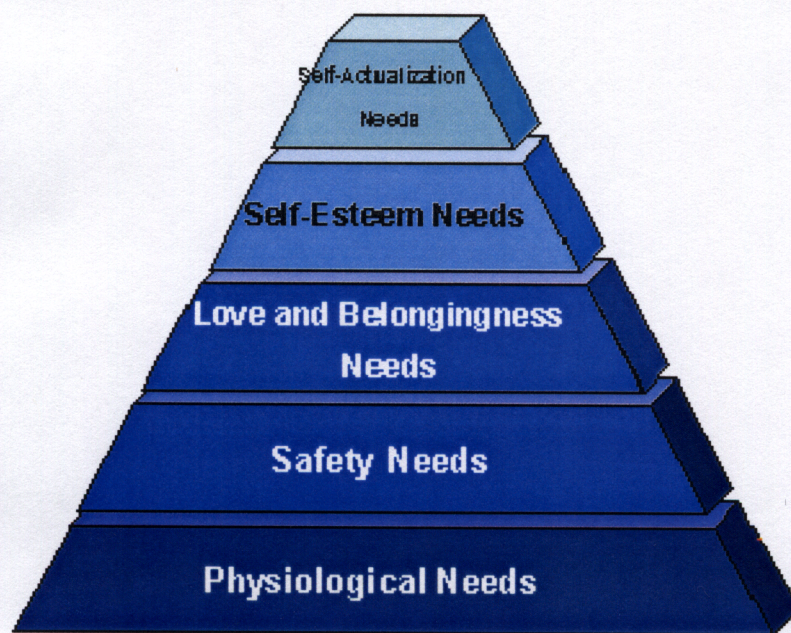 Self-Actualization
Needs
Self-Esteem Needs
Love and Belongingness
Needs
Safety Needs
Physiological Needs